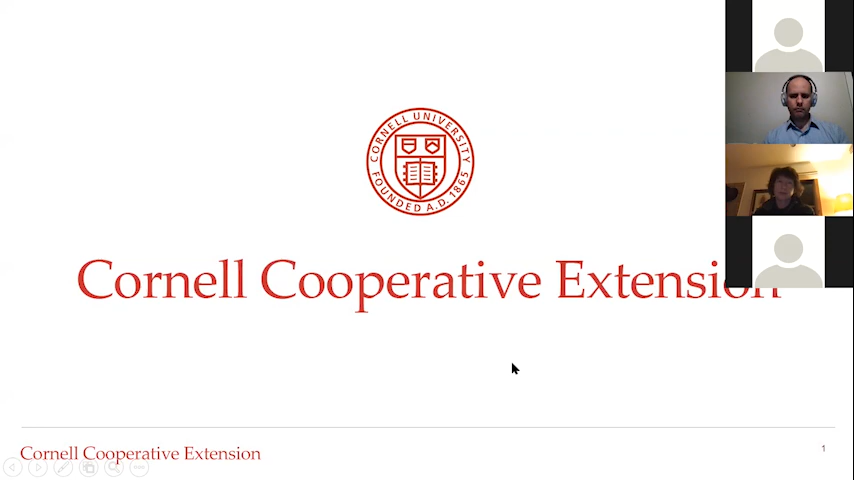 CORNELL UNIVERSITY
FOUNDED A.D. 1865
Cornell Cooperative Extension
Cornell Cooperative Extension
1